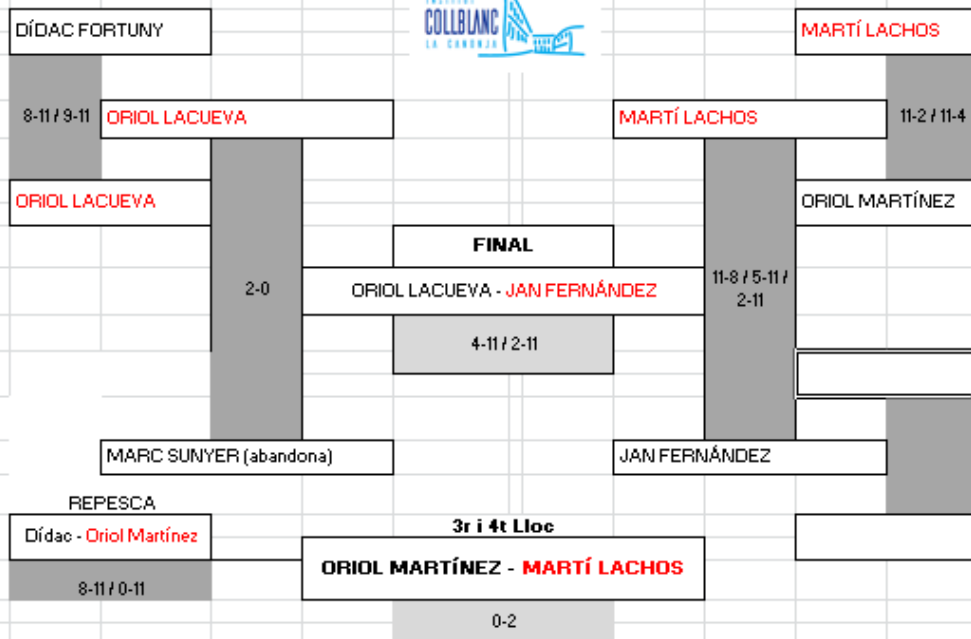 COLLBLANC
LA CANONJA
DÍDAC FORTUNY
MARTÍ LACHOS
8-11 / 9-11
ORIOL LACUEVA
MARTÍ LACHOS
11-2 / 11-4
ORIOL LACUEVA
ORIOL MARTÍNEZ
FINAL
2-0
ORIOL LACUEVA - JAN FERNÁNDEZ
11-8 / 5-11 /
2-11
4-11 / 2-11
MARC SUNYER (abandona)
JAN FERNÁNDEZ
REPESCA
Dídac - Oriol Martínez
3r i 4t Lloc
ORIOL MARTÍNEZ - MARTÍ LACHOS
8-11 / 0-11
0-2